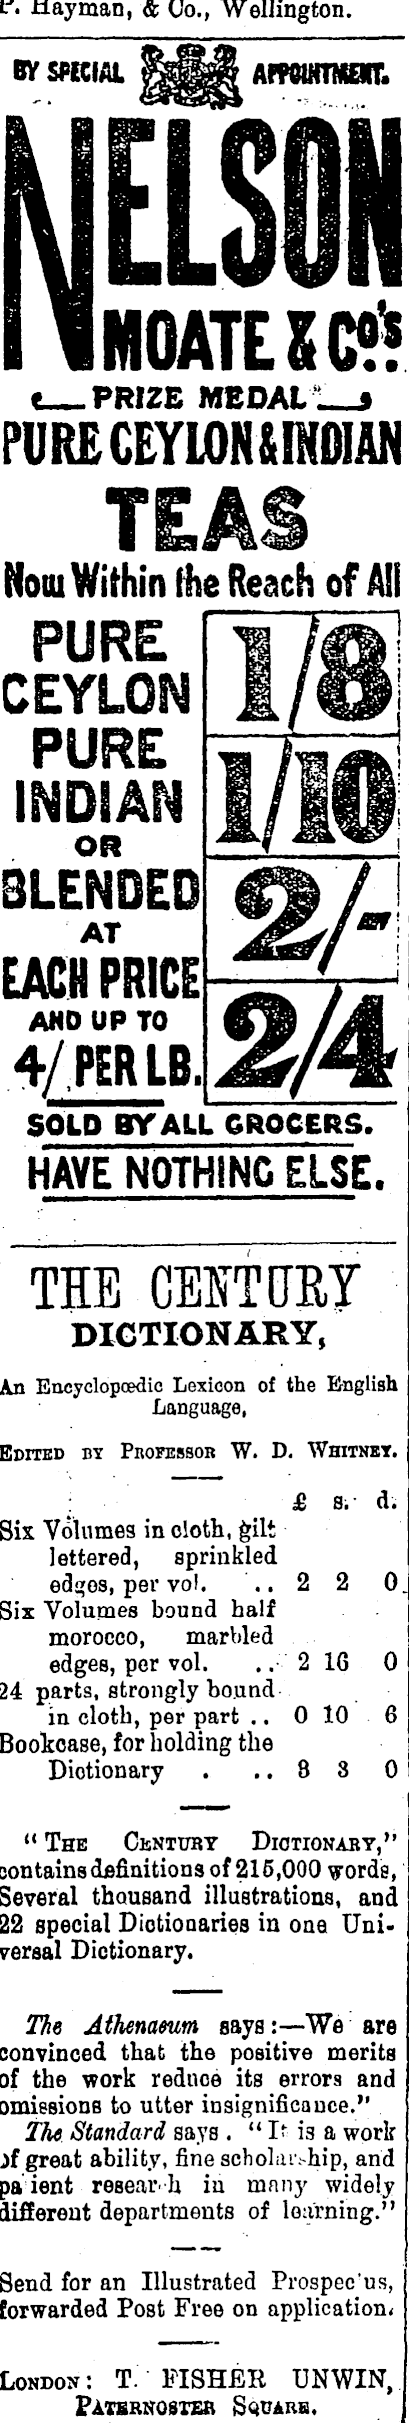 P. Hayman, & Co., Wellington.
BY SPECIAL APPOINTMENT.
NELSON
MOATE & Co's
PRIZE MEDAL
PURE CEYLON & INDIAN
TEAS
Now Within the Reach of All
PURE
CEYLON
PURE
INDIAN
OR
BLENDED
AT
EACH PRICE
AND UP TO
4/ PER LB.
1/8
1/10
2/-
2/4
SOLD BY ALL GROCERS.
HAVE NOTHING ELSE.
THE CENTURY
DICTIONARY,
An Encyclopœdic Lexicon of the English
Language,
EDITED BY PROFESSOR W. D. WHITNEY.
£ s. d.
Six Volumes in cloth, gilt
lettered, sprinkled
edges, per vol. .. 2 2 0
Six Volumes bound half
morocco, marbled
edges, per vol. .. 2 16 0
24 parts, strongly bound
in cloth, per part .. 0 10 6
Bookcase, for holding the
Dictionary . .. 3 3 0
"THE CENTURY DICTIONARY,"
contains definitions of 215,000 words,
Several thousand illustrations, and
22 special Dictionaries in one Uni-
versal Dictionary.
The Athenaeum says:—We are
convinced that the positive merits
of the work reduce its errors and
omissions to utter insignificance."
The Standard says. "It is a work
of great ability, fine scholarship, and
pa ient resear h in many widely
different departments of learning."
Send for an Illustrated Prospec'us,
forwarded Post Free on application.
LONDON: T. FISHER UNWIN,
PATERNOSTER SQUARE.